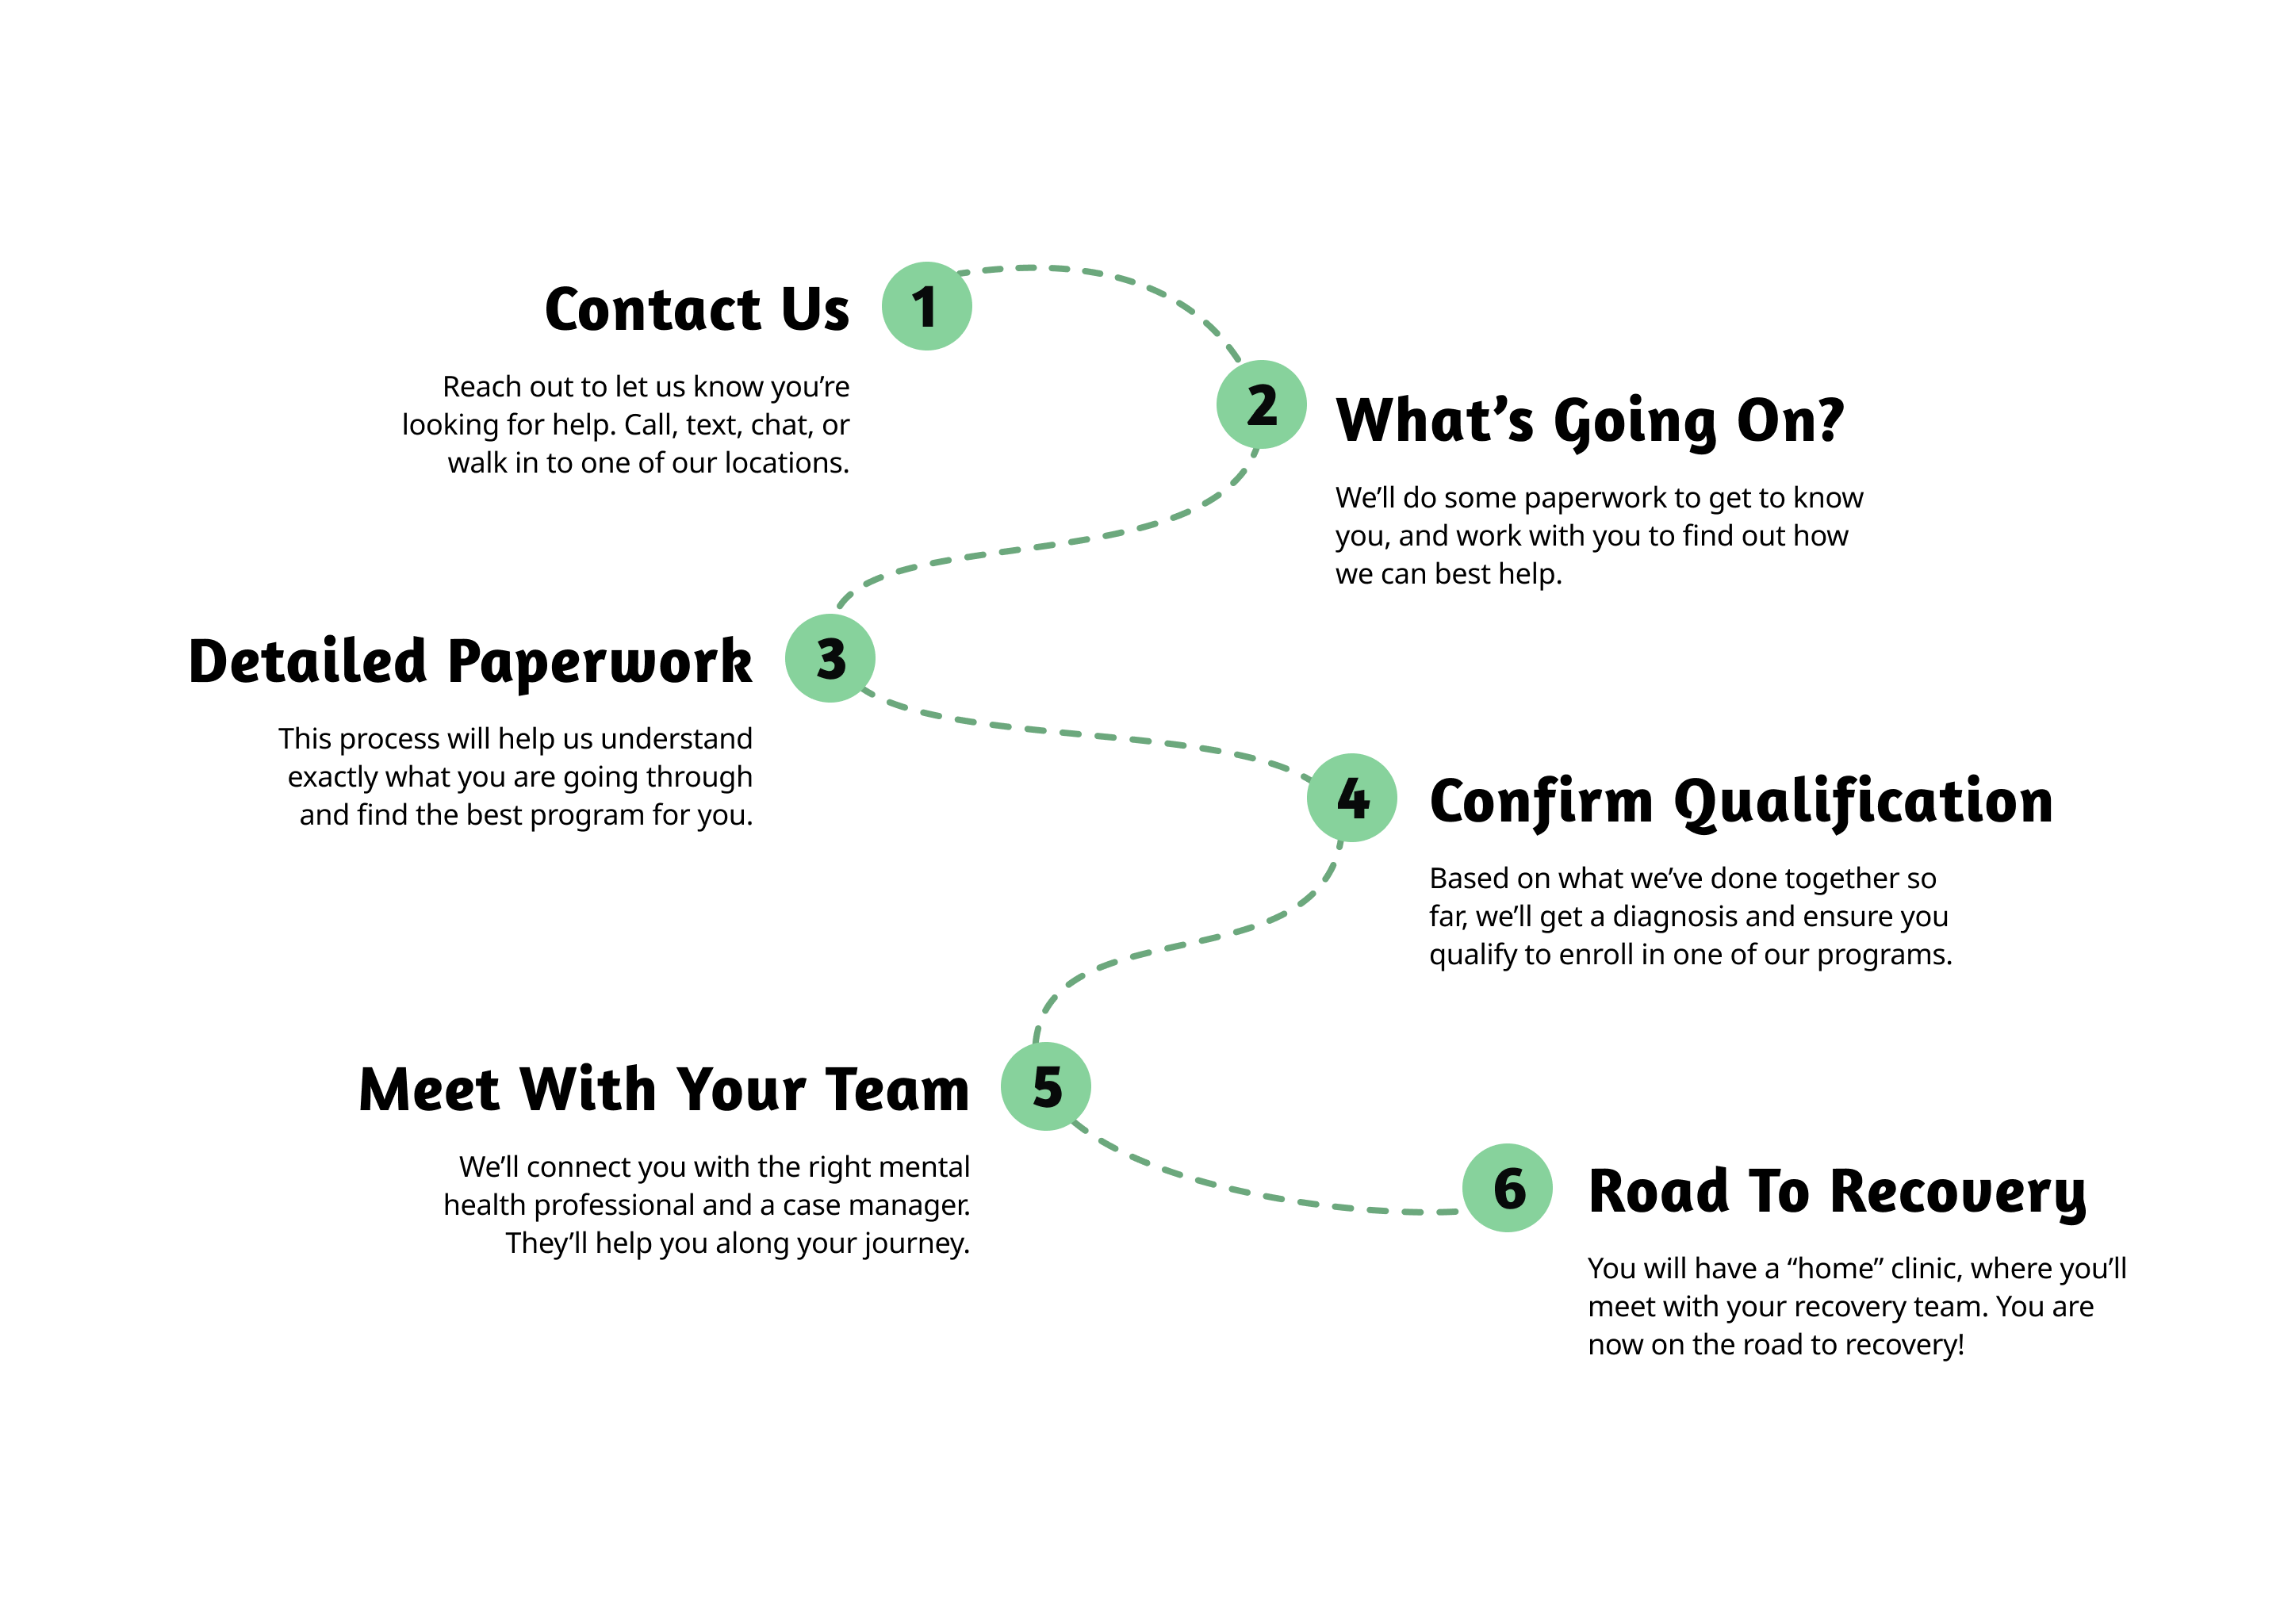 1
Contact Us
Reach out to let us know you’re
looking for help. Call, text, chat, or
walk in to one of our locations.
2
What’s Going On?
We’ll do some paperwork to get to know
you, and work with you to find out how
we can best help.
3
Detailed Paperwork
This process will help us understand
exactly what you are going through
and find the best program for you.
4
Confirm Qualification
Based on what we’ve done together so
far, we’ll get a diagnosis and ensure you
qualify to enroll in one of our programs.
5
Meet With Your Team
We’ll connect you with the right mental
health professional and a case manager.
They’ll help you along your journey.
6
Road To Recovery
You will have a “home” clinic, where you’ll
meet with your recovery team. You are
now on the road to recovery!